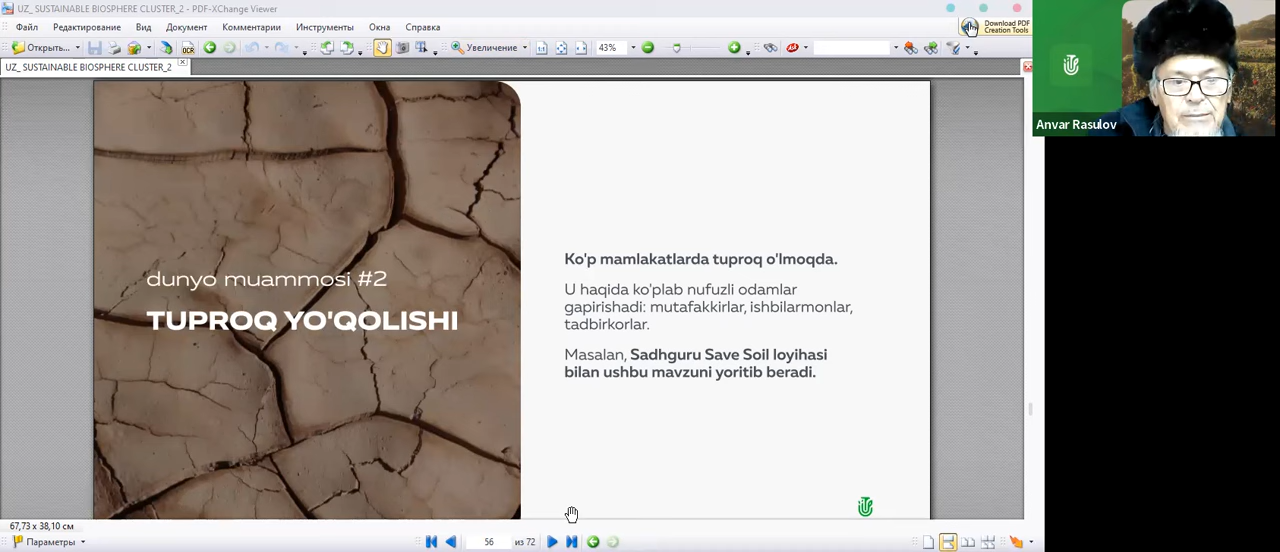 UZ_ SUSTAINABLE BIOSPHERE CLUSTER_2 - PDF-XChange Viewer
Файл Редактирование Вид Документ Комментарии Инструменты Окна Справка
Download PDF
Creation Tools
Открыть... OCR Увеличение 43%
UZ_ SUSTAINABLE BIOSPHERE CLUSTER_2
Anvar Rasulov
dunyo muammosi #2
TUPROQ YO'QOLISHI
Ko'p mamlakatlarda tuproq o'lmoqda.
U haqida ko'plab nufuzli odamlar
gapirishadi: mutafakkirlar, ishbilarmonlar,
tadbirkorlar.
Masalan, Sadhguru Save Soil loyihasi
bilan ushbu mavzuni yoritib beradi.
67,73 x 38,10 см
Параметры 56 из 72